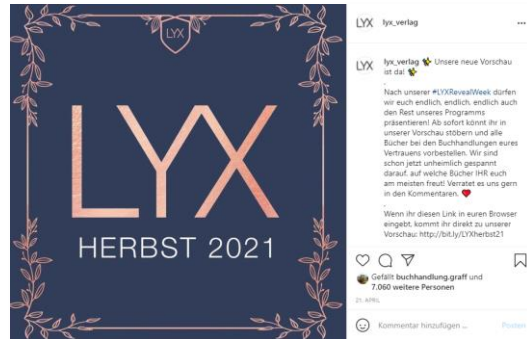 LYX
LYX
HERBST 2021
LYX lyx_verlag
LYX lyx_verlag Unsere neue Vorschau
ist da!
.
Nach unserer #LYXRevealWeek dürfen
wir euch endlich, endlich, endlich auch
den Rest unseres Programms
präsentieren! Ab sofort könnt ihr in
unserer Vorschau stöbern und alle
Bücher bei den Buchhandlungen eures
Vertrauens vorbestellen. Wir sind
schon jetzt unheimlich gespannt
darauf, auf welche Bücher IHR euch
am meisten freut! Verratet es uns gern
in den Kommentaren.
.
Wenn ihr diesen Link in euren Browser
eingebt, kommt ihr direkt zu unserer
Vorschau: http://bit.ly/LYXherbst21
Gefällt buchhandlung.graff und
7.060 weitere Personen
21. APRIL
Kommentar hinzufügen ... Posten